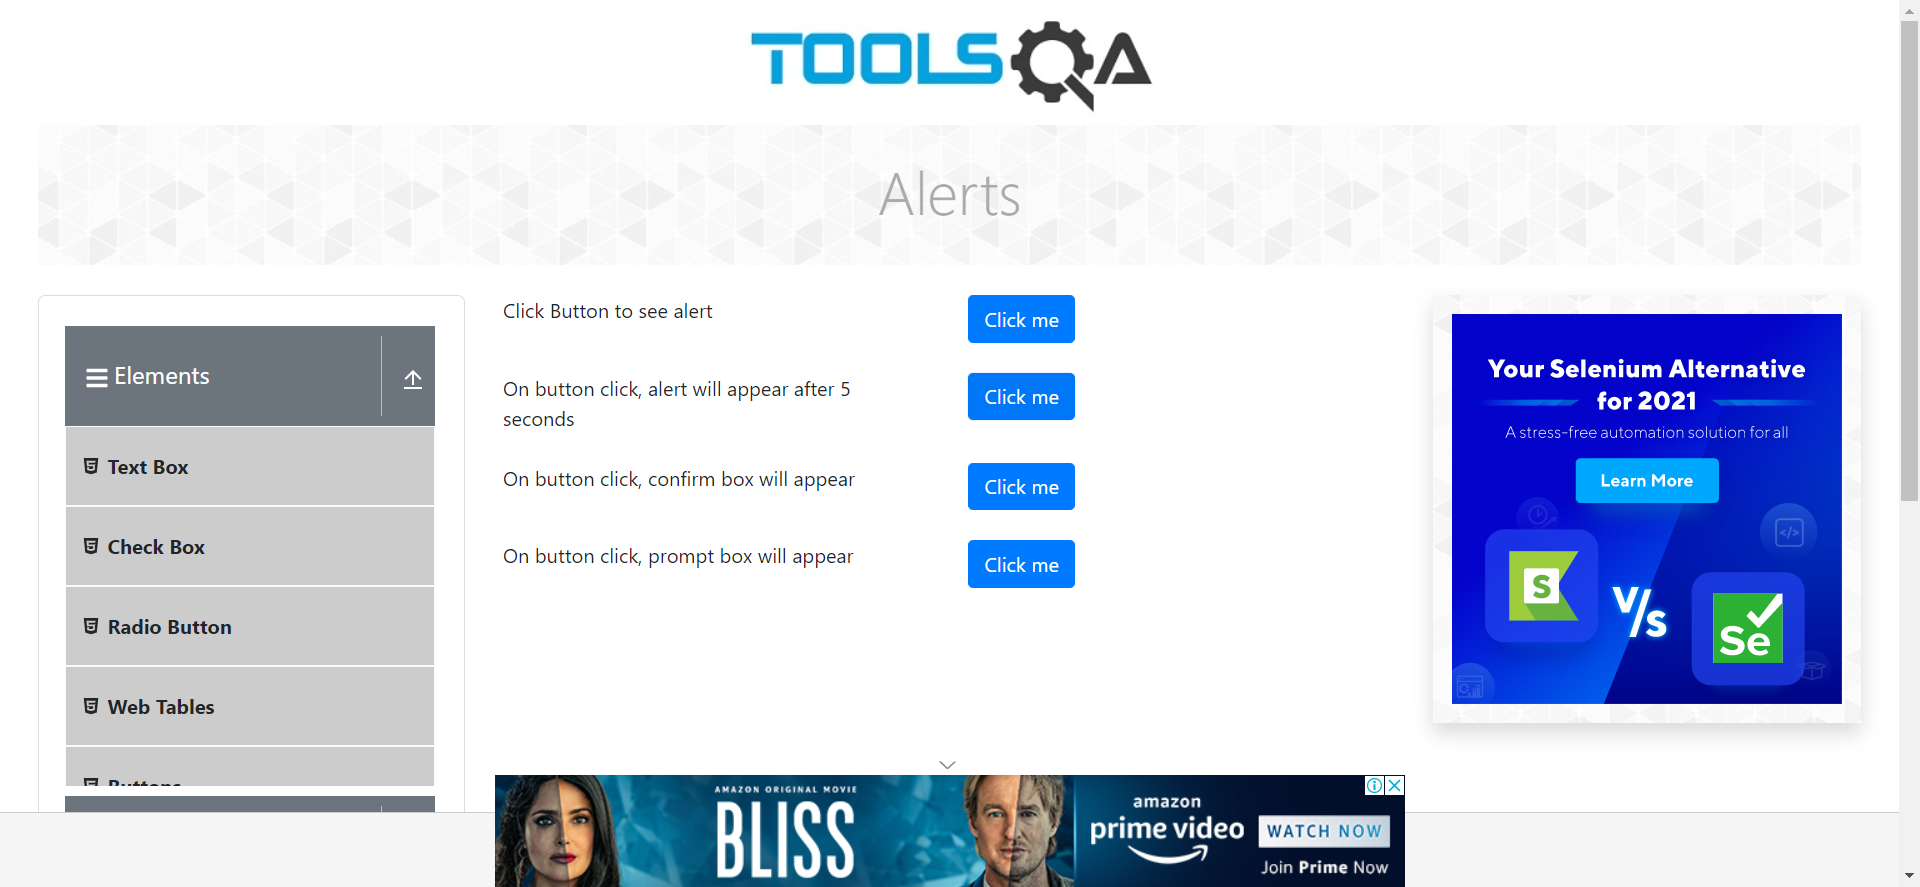 TOOLSQA
Alerts
Elements
Text Box
Check Box
Radio Button
Web Tables
Buttons
Click Button to see alert
Click me
On button click, alert will appear after 5
seconds
Click me
On button click, confirm box will appear
Click me
On button click, prompt box will appear
Click me
Your Selenium Alternative
for 2021
A stress-free automation solution for all
Learn More
S
V/s
Se
</>
AMAZON ORIGINAL MOVIE
BLISS
amazon
prime video
WATCH NOW
Join Prime Now